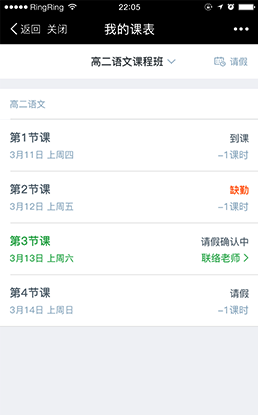 RingRing 22:05
返回 关闭 我的课表
高二语文课程班 请假
高二语文
第1节课 到课
3月11日 上周四 -1课时
第2节课 缺勤
3月12日 上周五 -1课时
第3节课 请假确认中
3月13日 上周六 联络老师
第4节课 请假
3月14日 上周日 -1课时